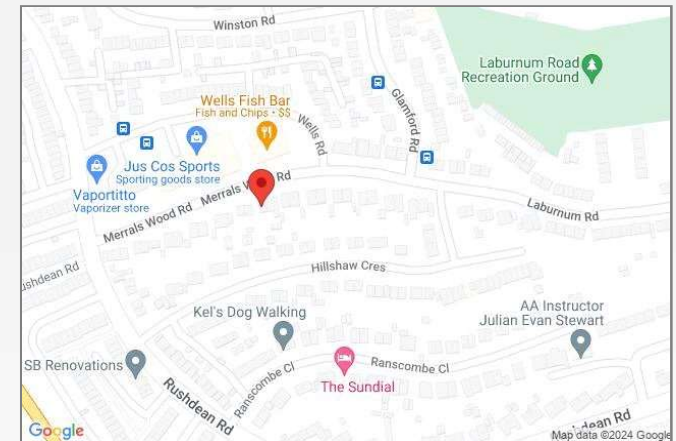 Winston Rd
Laburnum Road
Recreation Ground
Wells Fish Bar
Fish and Chips • $$
Glamford Rd
Wells Rd
Jus Cos Sports
Sporting goods store
Vaportitto
Vaporizer store
Merrals Wood Rd
Merrals W Rd
Laburnum Rd
ushdean Rd
Hillshaw Cres
Kel's Dog Walking
AA Instructor
Julian Evan Stewart
SB Renovations
Ranscombe Cl
Ranscombe Cl
The Sundial
Rushdean Rd
dean Rd
Google
Map data ©2024 Google